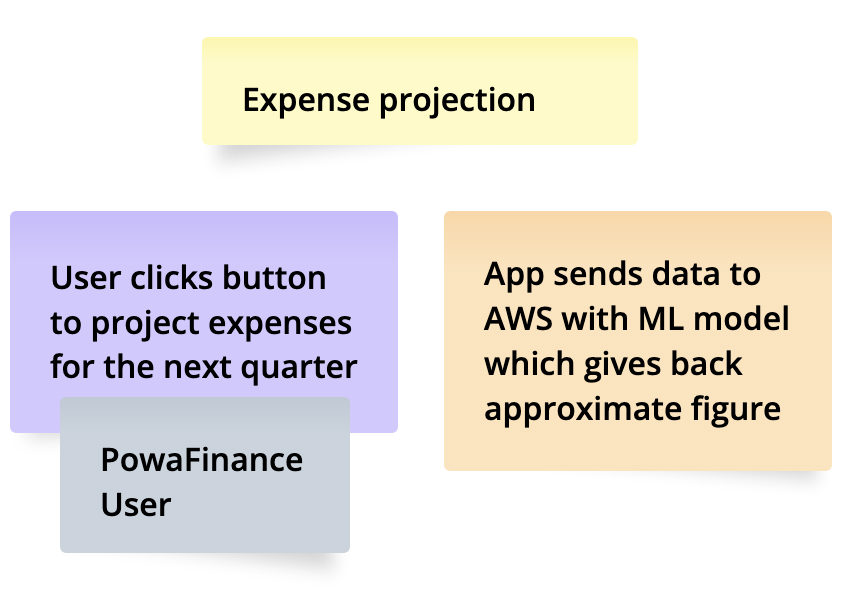 Expense projection
User clicks button
to project expenses
for the next quarter
PowaFinance
User
App sends data to
AWS with ML model
which gives back
approximate figure